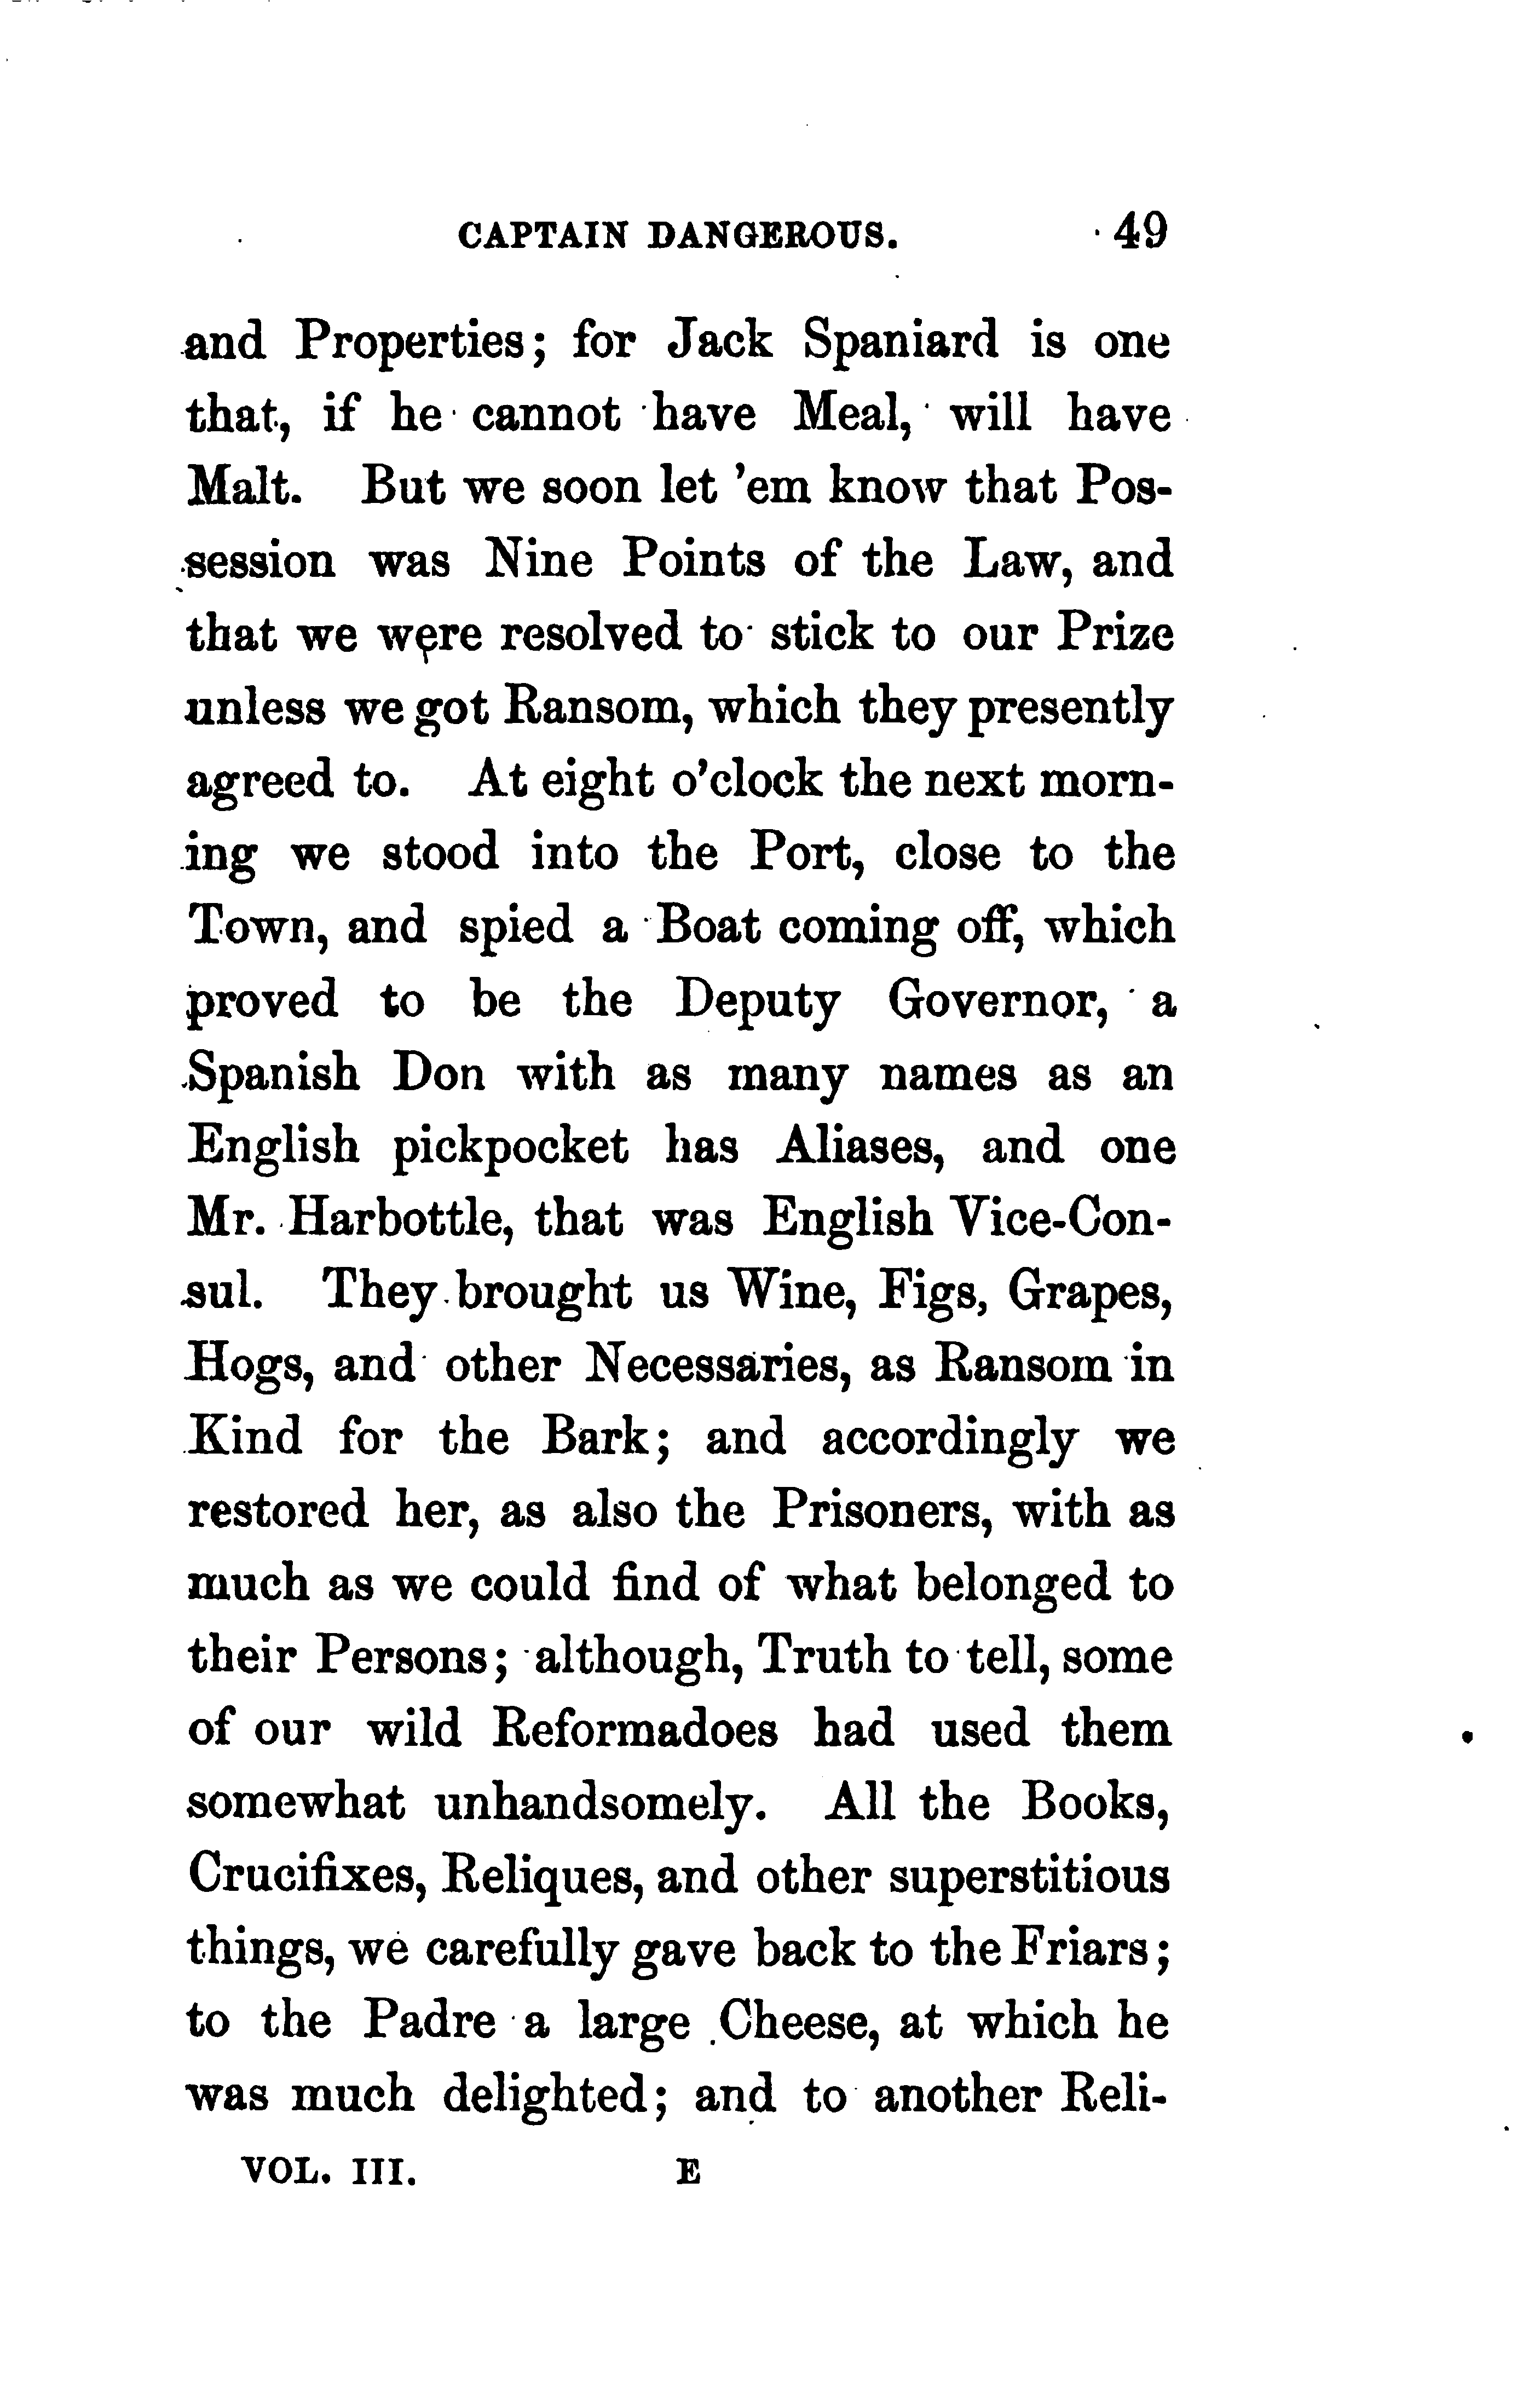 CAPTAIN DANGEROUS. 49
and Properties; for Jack Spaniard is one
that, if he cannot have Meal, will have
Malt. But we soon let 'em know that Pos-
session was Nine Points of the Law, and
that we were resolved to stick to our Prize
unless we got Ransom, which they presently
agreed to. At eight o'clock the next morn-
ing we stood into the Port, close to the
Town, and spied a Boat coming off, which
proved to be the Deputy Governor, a
Spanish Don with as many names as an
English pickpocket has Aliases, and one
Mr. Harbottle, that was English Vice-Con-
sul. They brought us Wine, Figs, Grapes,
Hogs, and other Necessaries, as Ransom in
Kind for the Bark; and accordingly we
restored her, as also the Prisoners, with as
much as we could find of what belonged to
their Persons; although, Truth to tell, some
of our wild Reformadoes had used them
somewhat unhandsomely. All the Books,
Crucifixes, Reliques, and other superstitious
things, we carefully gave back to the Friars;
to the Padre a large Cheese, at which he
was much delighted; and to another Reli-
VOL. III. E